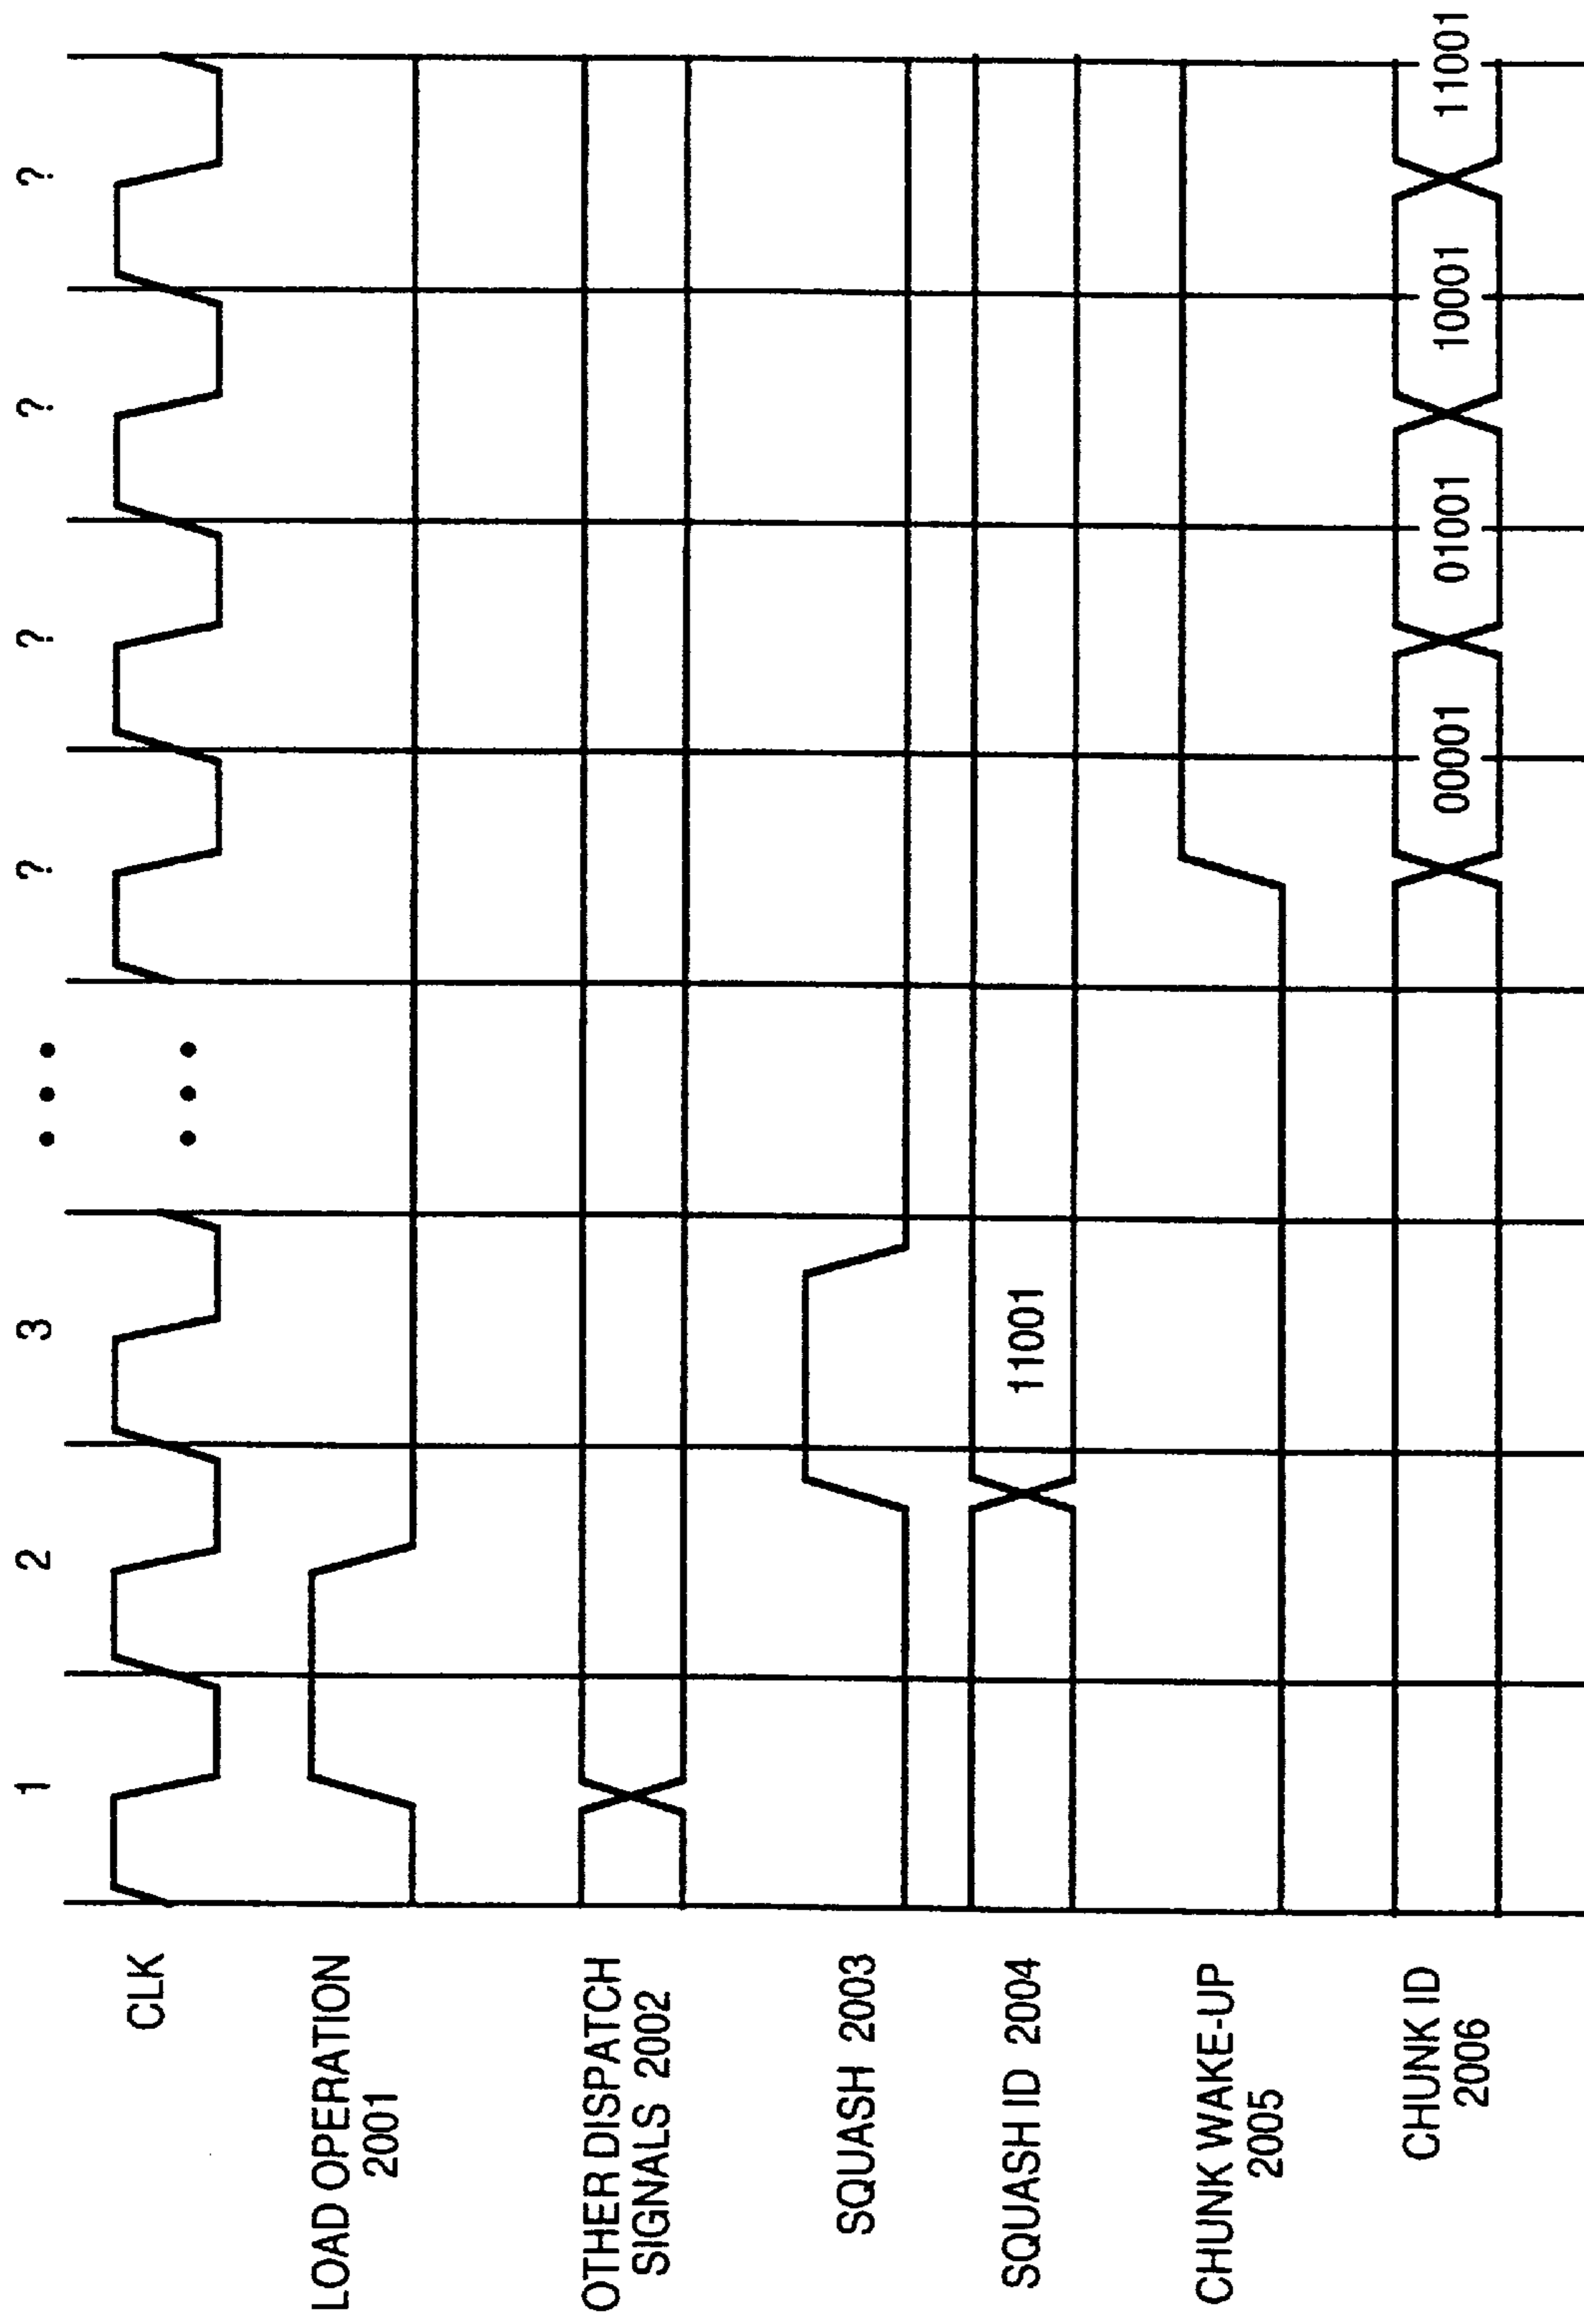 1 2 3 ? ? ? ?
CLK
LOAD OPERATION
2001
OTHER DISPATCH
SIGNALS 2002
SQUASH 2003
SQUASH ID 2004
11001
CHUNK WAKE-UP
2005
CHUNK ID
2006
00001 01001 10001 11001